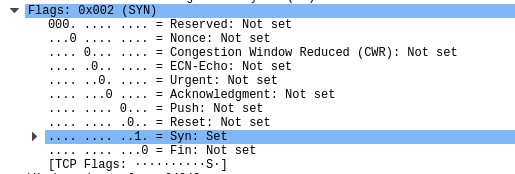 Flags: 0x002 (SYN)
000. .... .... = Reserved: Not set
...0 .... .... = Nonce: Not set
.... 0... .... = Congestion Window Reduced (CWR): Not set
.... .0.. .... = ECN-Echo: Not set
.... ..0. .... = Urgent: Not set
.... ...0 .... = Acknowledgment: Not set
.... .... 0... = Push: Not set
.... .... .0.. = Reset: Not set
.... .... ..1. = Syn: Set
.... .... ...0 = Fin: Not set
[TCP Flags: ··········S·]